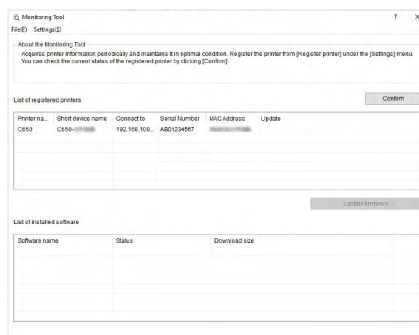 Monitoring Tool
?
X
File(F) Settings(S)
About the Monitoring Tool
Acquires printer information periodically and maintains it in optimal condition. Register the printer from [Register printer] under the [Settings] menu.
You can check the current status of the registered printer by clicking [Confirm].
List of registered printers
Confirm
Printer na... Short device name Connect to Serial Number MAC Address Update
C650 C650- 192.168.100... AB01234567
Update firmware
List of installed software
Software name Status Download size